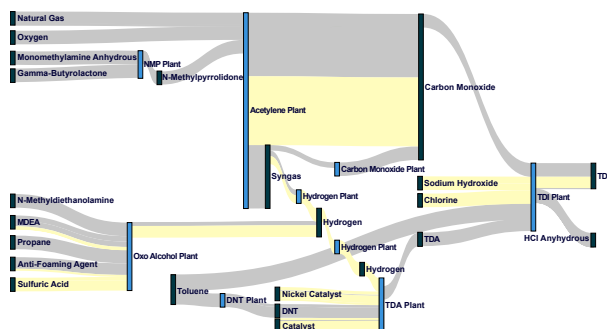 Natural Gas
Oxygen
Monomethylamine Anhydrous
NMP Plant
Gamma-Butyrolactone
N-Methylpyrrolidone
Carbon Monoxide
Acetylene Plant
Carbon Monoxide Plant
Syngas
TD
Sodium Hydroxide
Hydrogen Plant
TDI Plant
N-Methyldiethanolamine
Chlorine
MDEA
Hydrogen
Propane
TDA
HCl Anyhydrous
Hydrogen Plant
Oxo Alcohol Plant
Anti-Foaming Agent
Hydrogen
Sulfuric Acid
Toluene
Nickel Catalyst
DNT Plant
TDA Plant
DNT
Catalyst